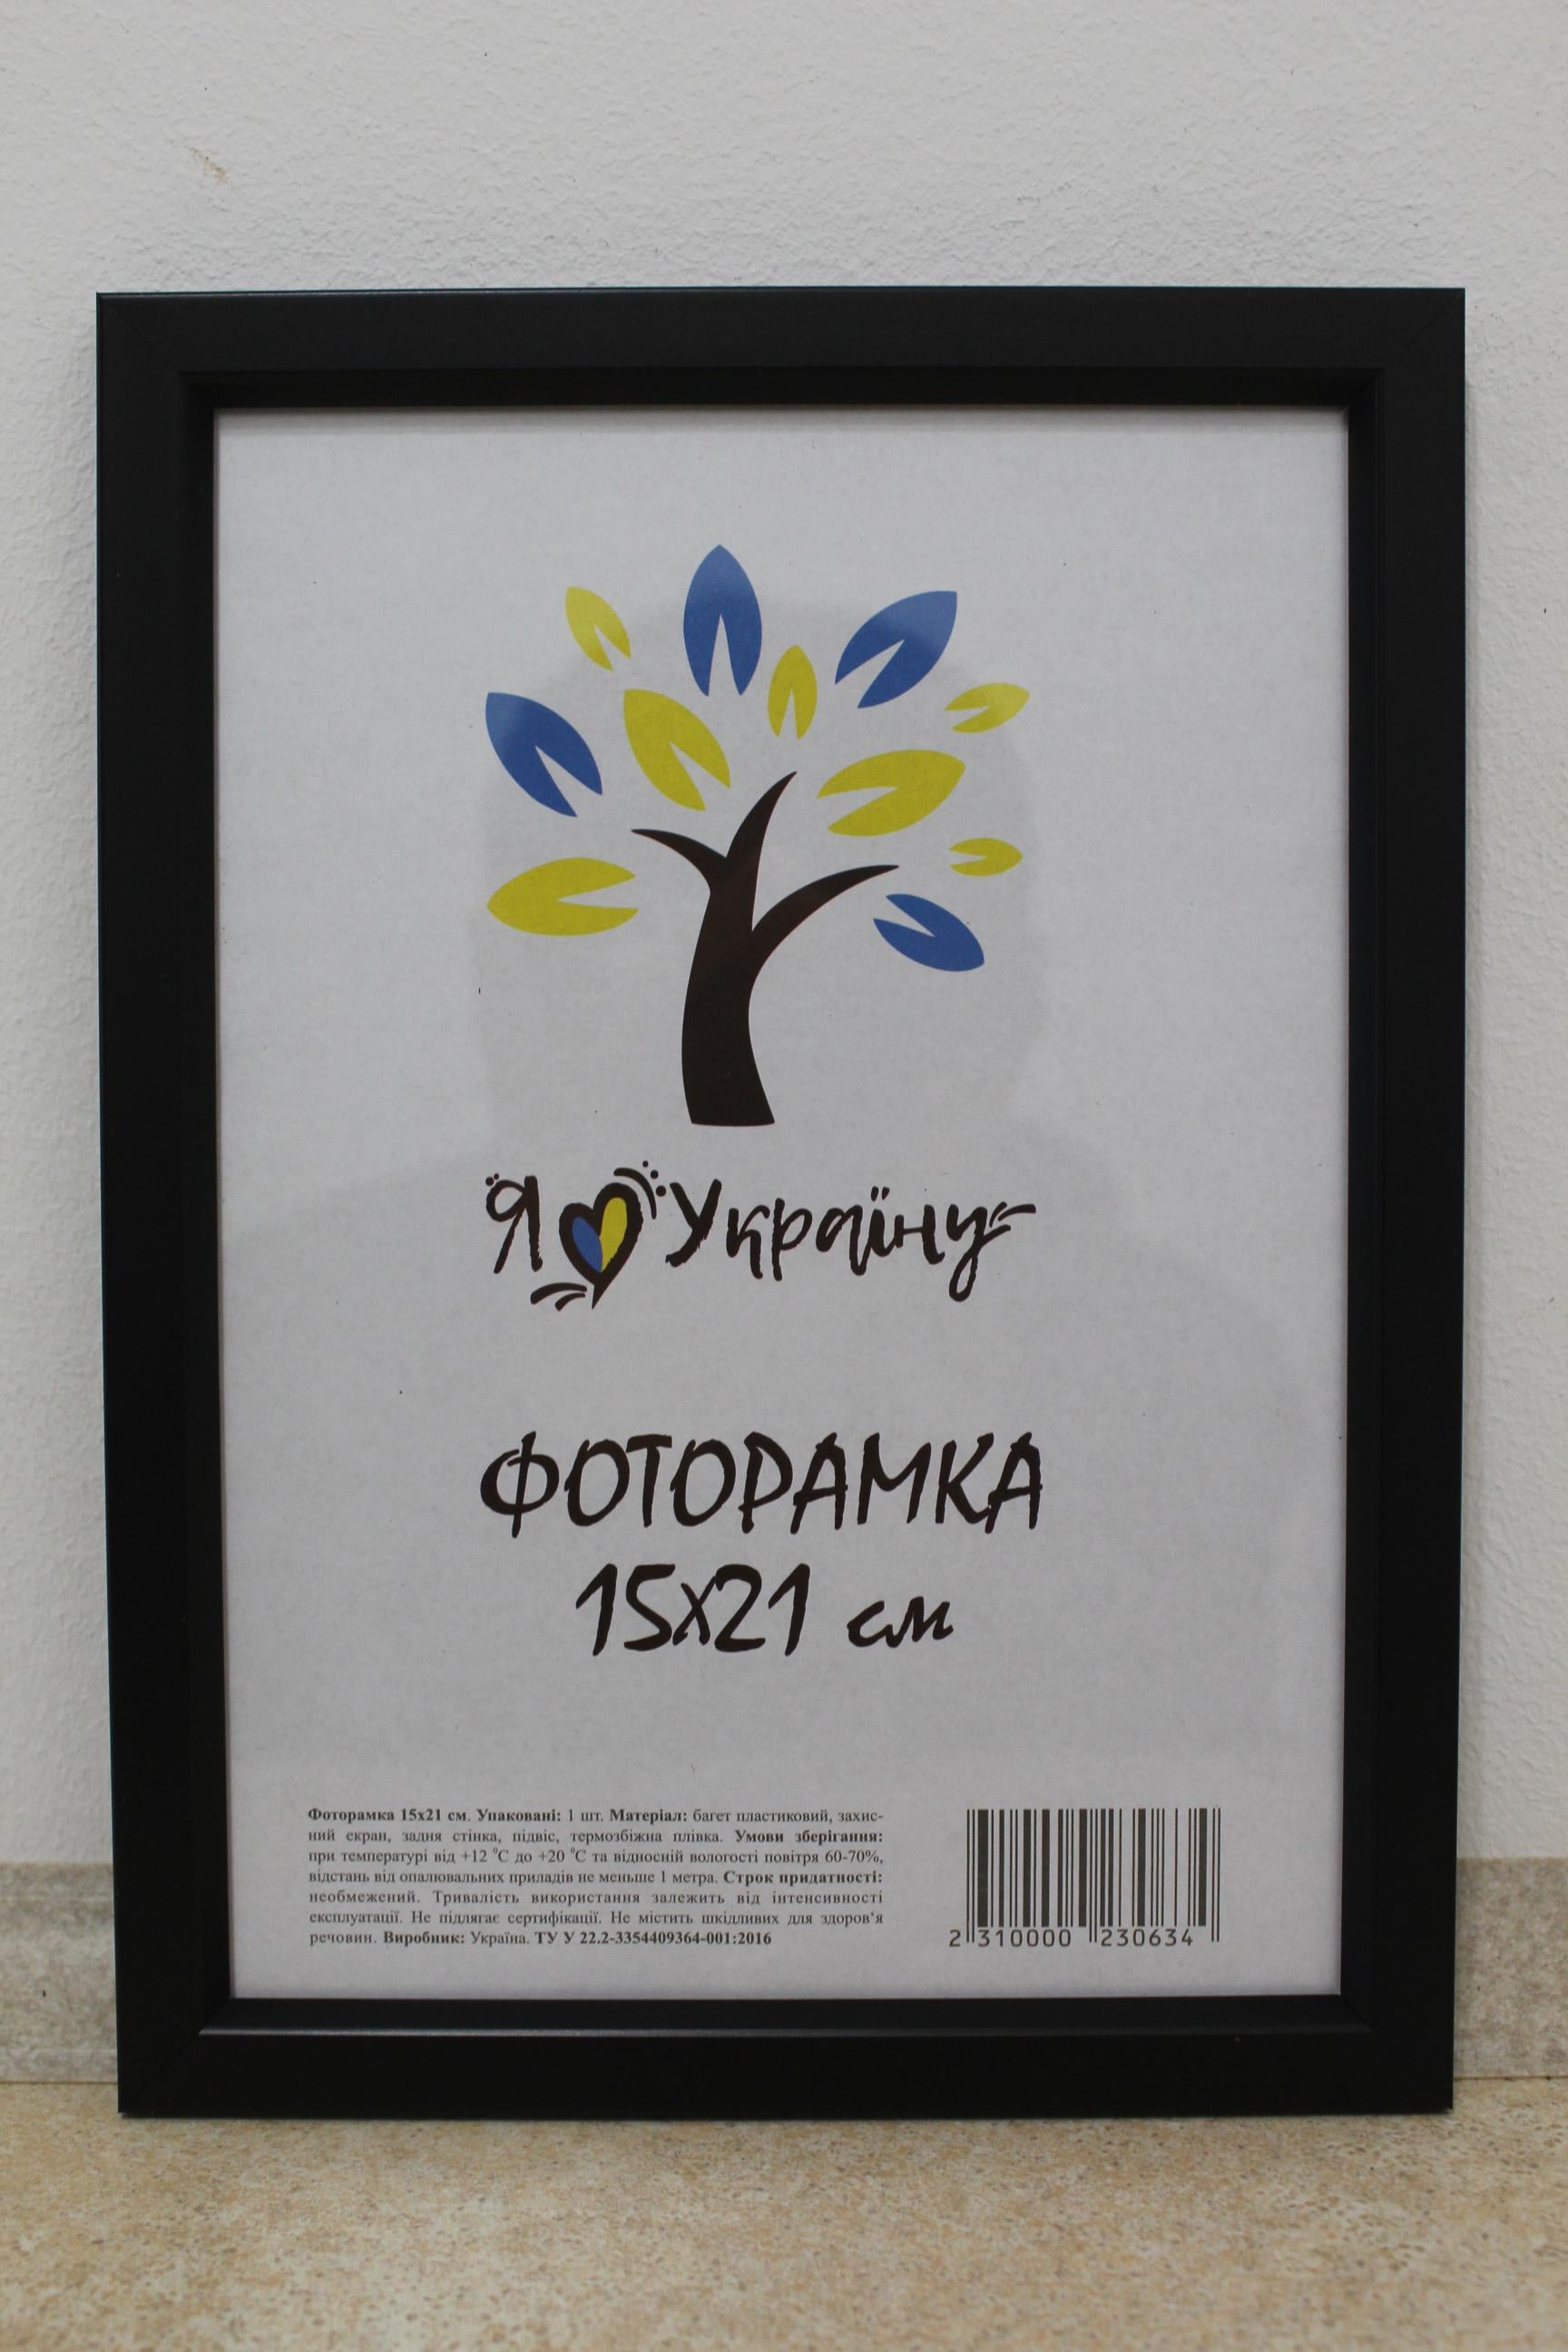 Я Україну
ФОТОРАМКА
15х21 см
Фоторамка 15х21 см. Упаковані: 1 шт. Матеріал: багет пластиковий, захис-
ний екран, задня стінка, підвіс, термозбіжна плівка. Умови зберігання:
при температурі від +12 °С до +20 °С та відносній вологості повітря 60-70%,
відстань від опалювальних приладів не меньше 1 метра. Строк придатності:
необмежений. Тривалість використання залежить від інтенсивності
експлуатації. Не підлягає сертифікації. Не містить шкідливих для здоров'я
речовин. Виробник: Україна. ТУ У 22.2-3354409364-001:2016
2 310000 230634